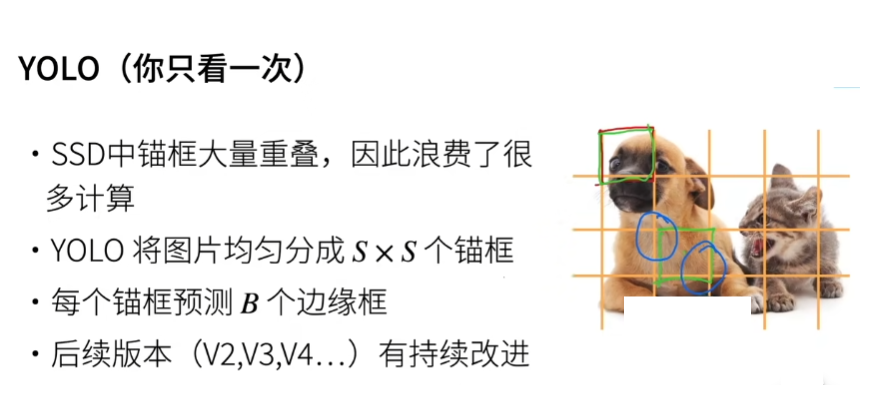 YOLO（你只看一次）
• SSD中锚框大量重叠，因此浪费了很
多计算
• YOLO 将图片均匀分成 S × S 个锚框
• 每个锚框预测 B 个边缘框
• 后续版本（V2,V3,V4…）有持续改进